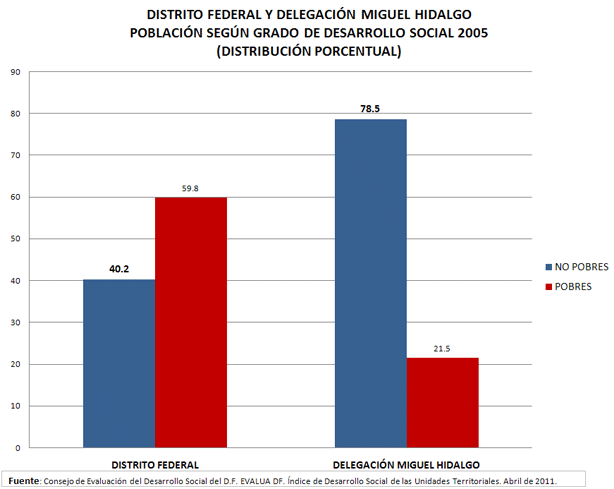 DISTRITO FEDERAL Y DELEGACIÓN MIGUEL HIDALGO
POBLACIÓN SEGÚN GRADO DE DESARROLLO SOCIAL 2005
(DISTRIBUCIÓN PORCENTUAL)
90
80
70
60
50
40
30
20
10
0
40.2
59.8
78.5
21.5
NO POBRES
POBRES
DISTRITO FEDERAL
DELEGACIÓN MIGUEL HIDALGO
Fuente: Consejo de Evaluación del Desarrollo Social del D.F. EVALUA DF. Índice de Desarrollo Social de las Unidades Territoriales. Abril de 2011.